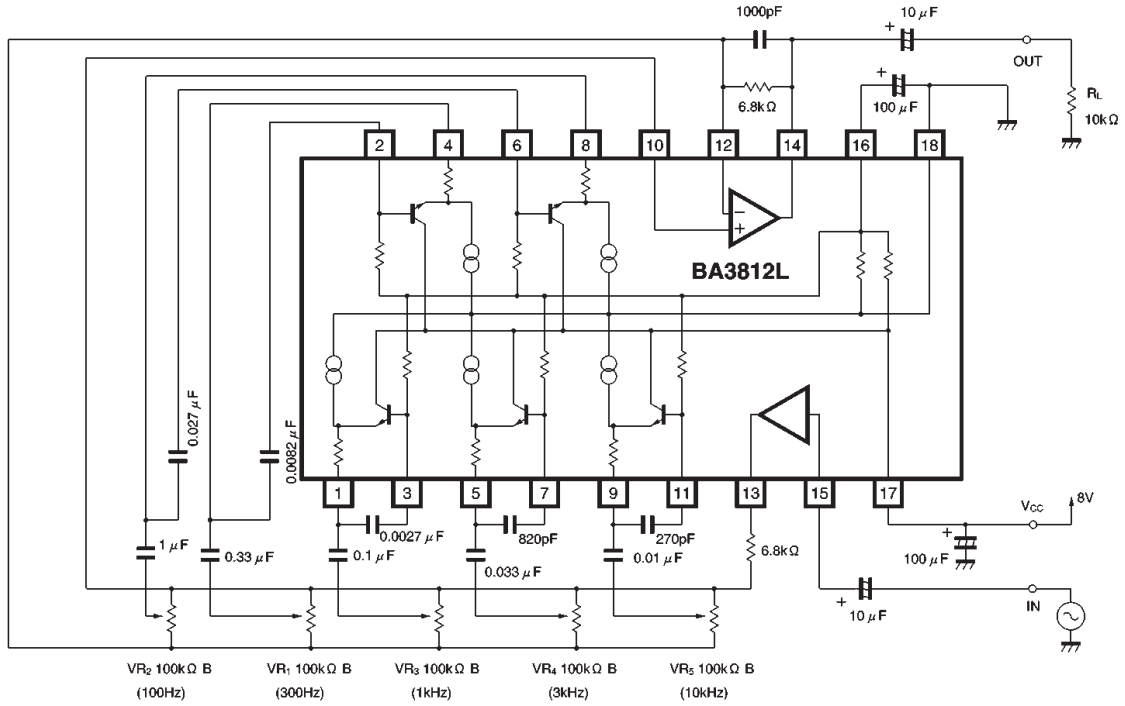 1000pF
10 μF
+
OUT
+
6.8kΩ
100 μF
RL
10kΩ
2
4
6
8
10
12
14
16
18
−
+
BA3812L
0.027 μF
0.0082 μF
1
3
5
7
9
11
13
15
17
1 μF
0.33 μF
0.0027 μF
0.1 μF
820pF
0.033 μF
270pF
0.01 μF
6.8kΩ
VCC
8V
+
100 μF
+
10 μF
IN
VR2 100kΩ B
(100Hz)
VR1 100kΩ B
(300Hz)
VR3 100kΩ B
(1kHz)
VR4 100kΩ B
(3kHz)
VR5 100kΩ B
(10kHz)